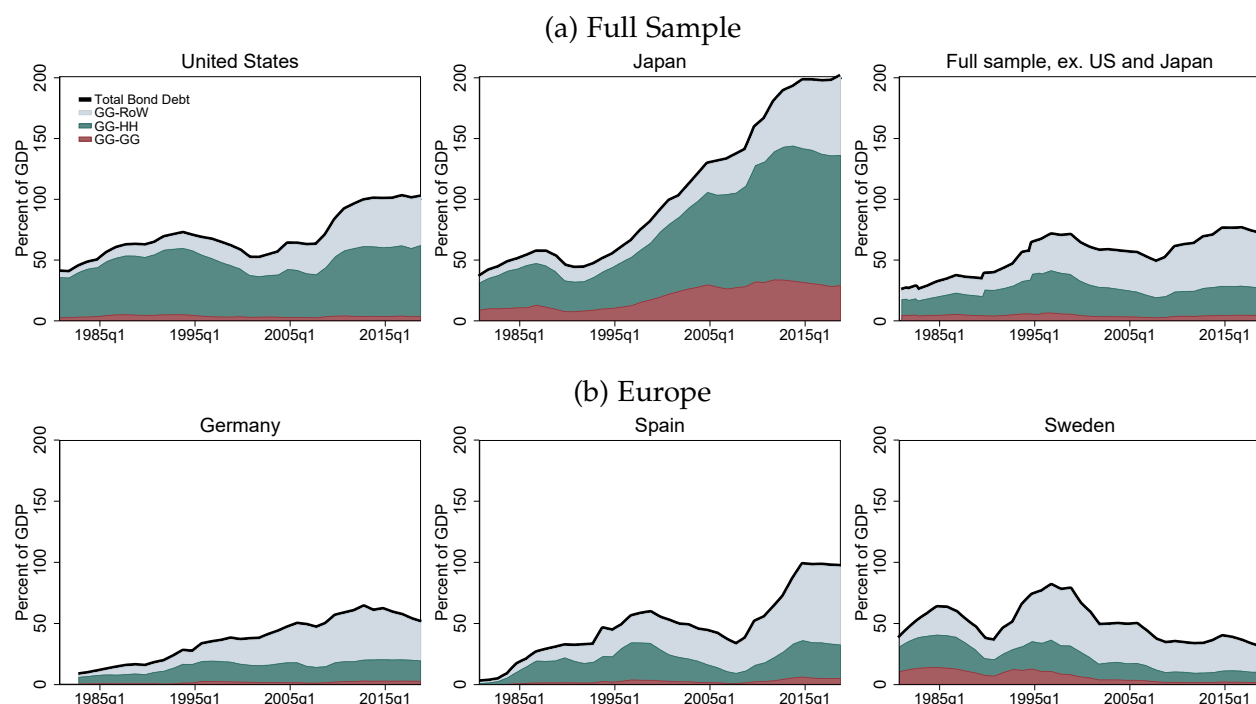 (a) Full Sample
United States
Percent of GDP
0 50 100 150 200
Total Bond Debt
GG-RoW
GG-HH
GG-GG
1985q1 1995q1 2005q1 2015q1
Japan
Percent of GDP
0 50 100 150 200
1985q1 1995q1 2005q1 2015q1
Full sample, ex. US and Japan
Percent of GDP
0 50 100 150 200
1985q1 1995q1 2005q1 2015q1
(b) Europe
Germany
Percent of GDP
0 50 100 150 200
1985q1 1995q1 2005q1 2015q1
Spain
Percent of GDP
0 50 100 150 200
1985q1 1995q1 2005q1 2015q1
Sweden
Percent of GDP
0 50 100 150 200
1985q1 1995q1 2005q1 2015q1